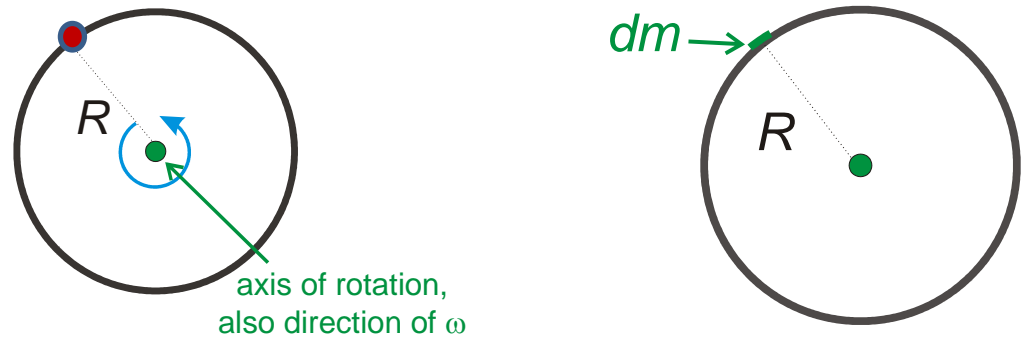 R
axis of rotation,
also direction of ω
dm
R